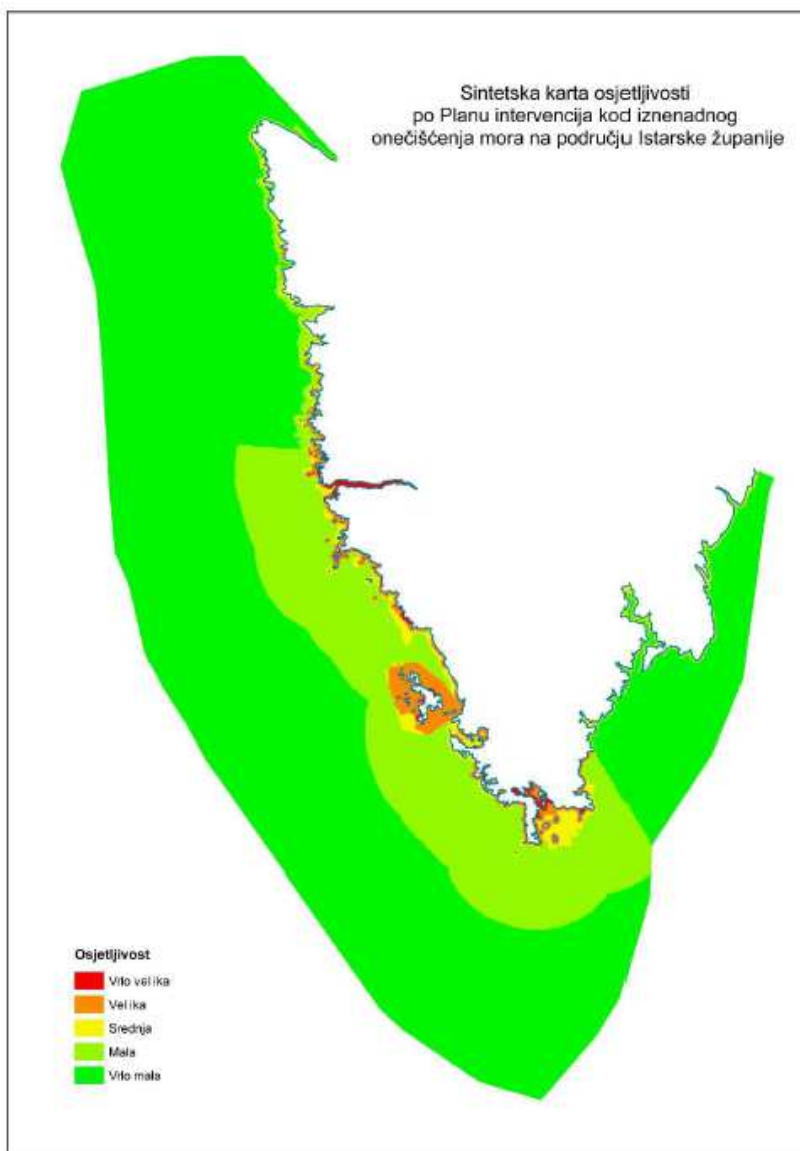 Sintetska karta osjetljivosti
po Planu intervencija kod iznenadnog
onečišćenja mora na području Istarske županije
Osjetljivost
Vrlo velika
Velika
Srednja
Mala
Vrlo mala